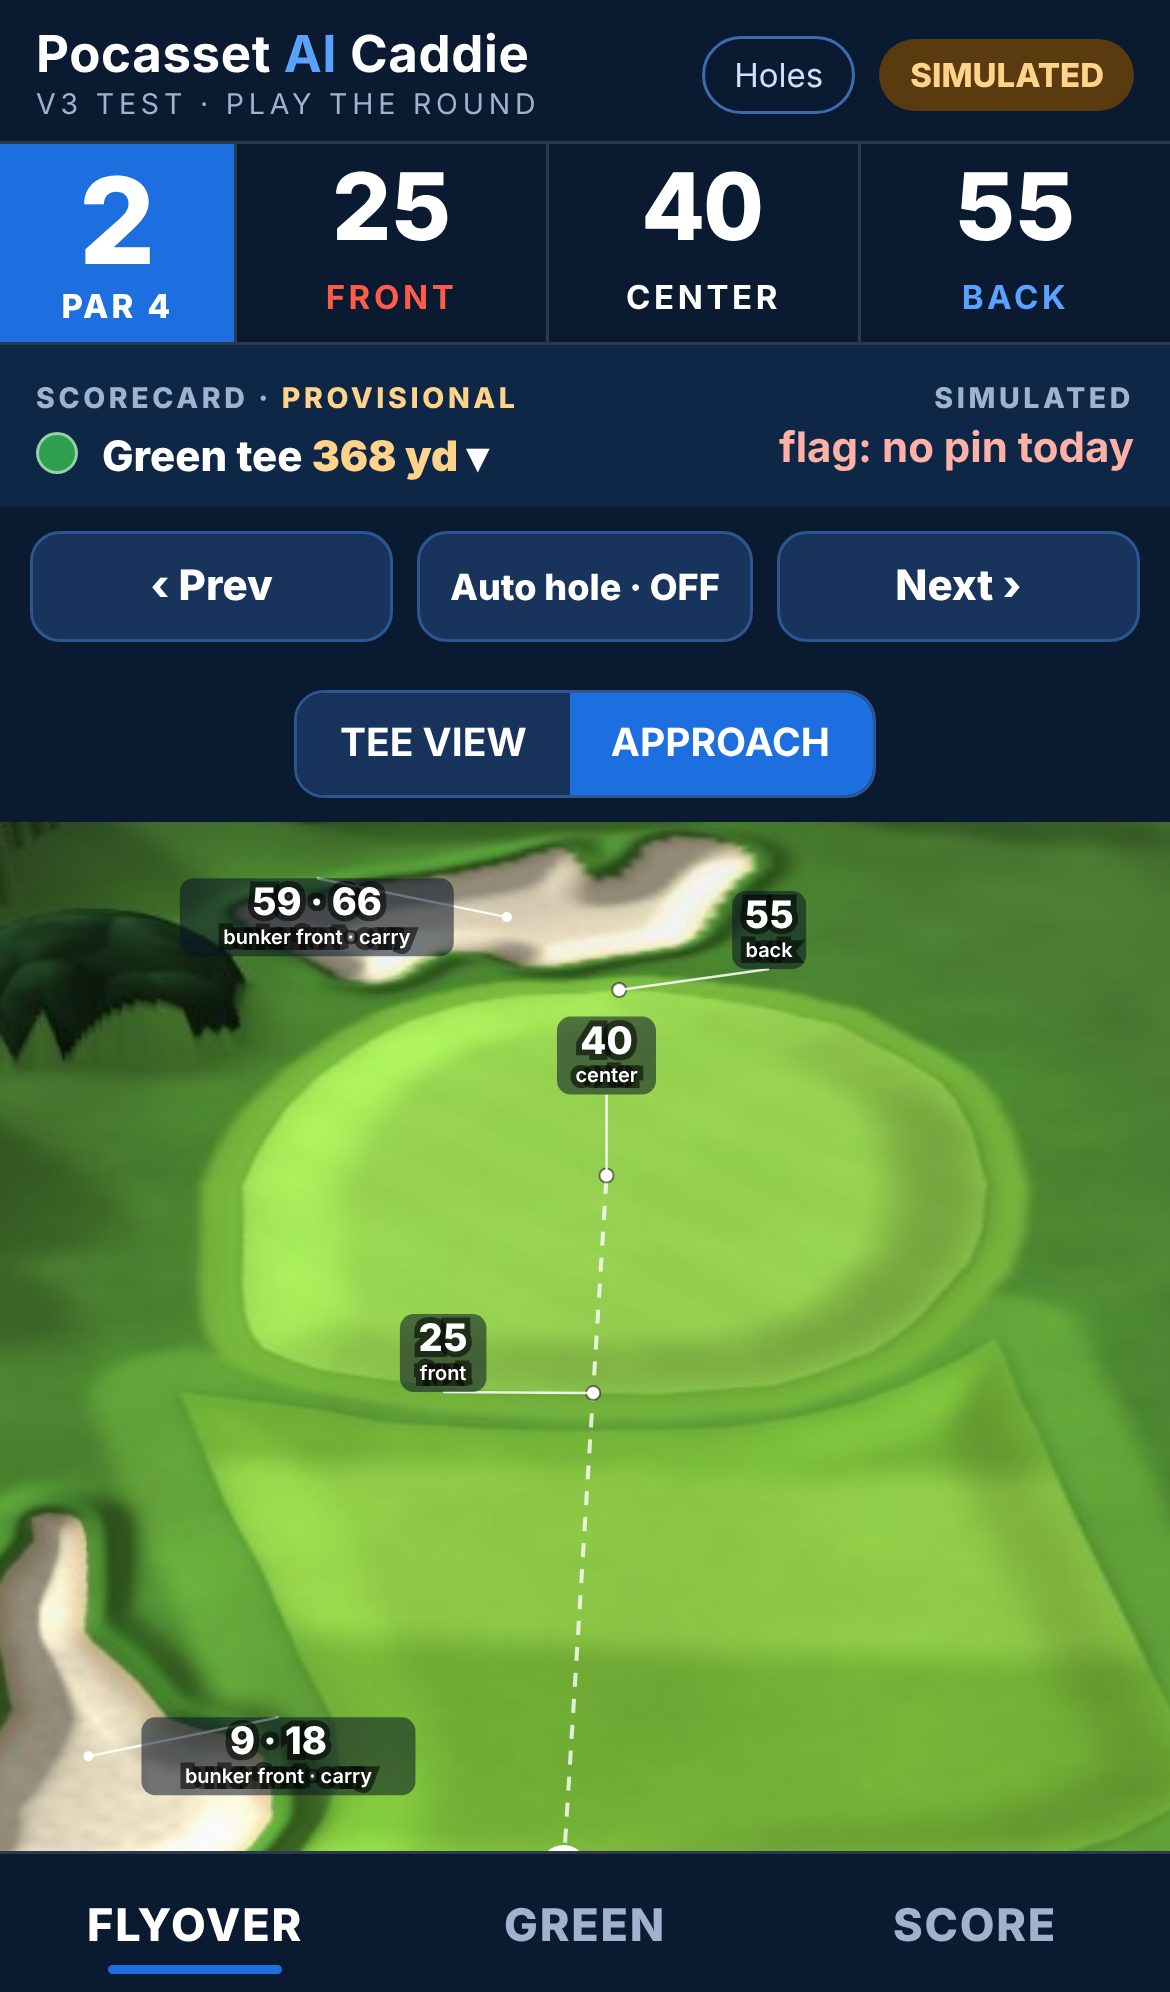 Pocasset AI Caddie
V3 TEST · PLAY THE ROUND
Holes
SIMULATED
2
PAR 4
25
FRONT
40
CENTER
55
BACK
SCORECARD · PROVISIONAL
Green tee 368 yd ▾
SIMULATED
flag: no pin today
‹ Prev
Auto hole · OFF
Next ›
TEE VIEW
APPROACH
59 · 66
bunker front · carry
55
back
40
center
25
front
9 · 18
bunker front · carry
FLYOVER
GREEN
SCORE